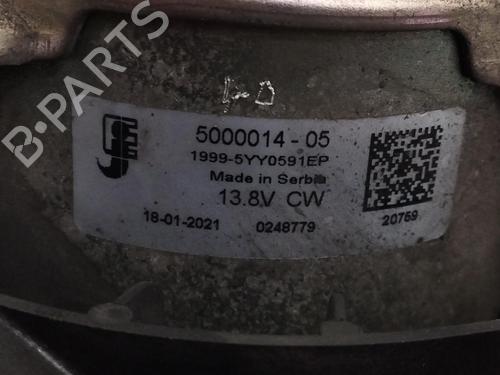 5000014 - 05
1999-5YY0591EP
Made in Serbia
13.8V CW
18-01-2021
0248779
20759
B-PARTS